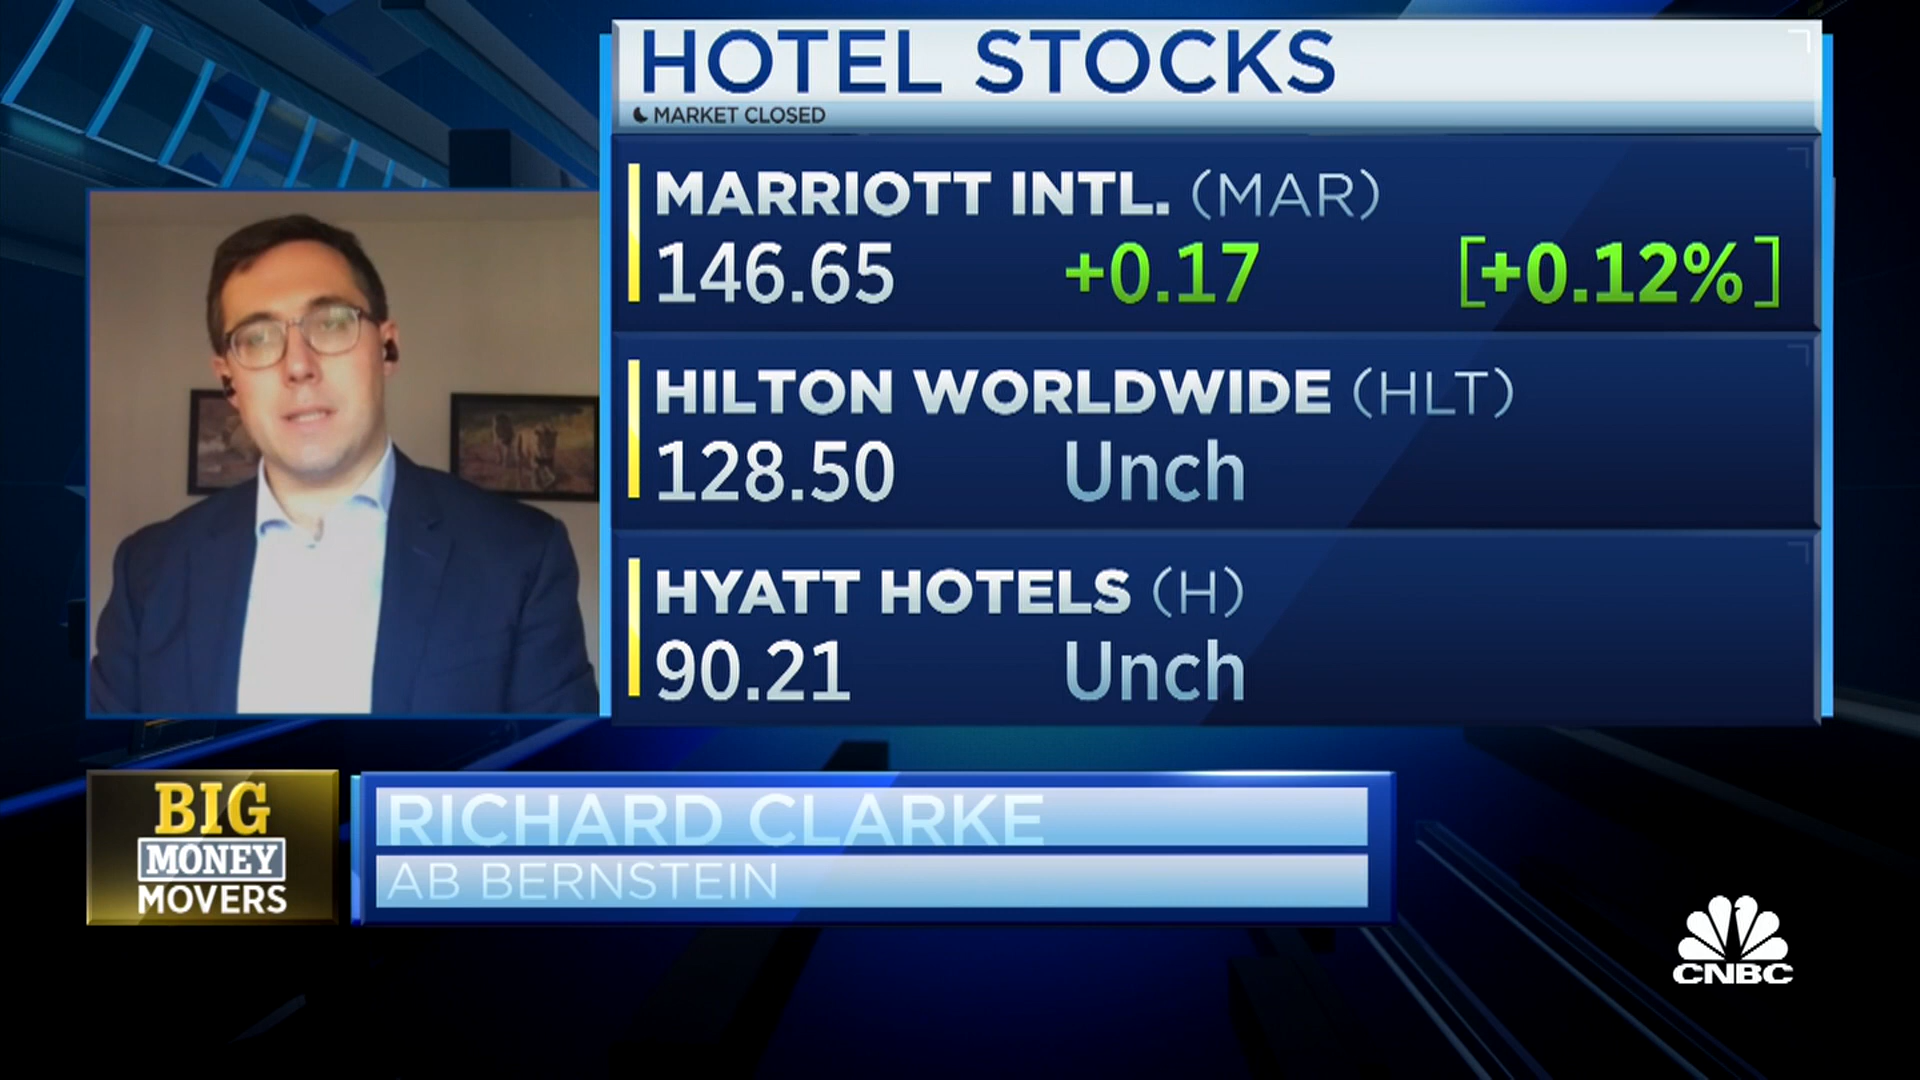 HOTEL STOCKS
MARKET CLOSED
MARRIOTT INTL. (MAR)
146.65 +0.17 [+0.12%]
HILTON WORLDWIDE (HLT)
128.50 Unch
HYATT HOTELS (H)
90.21 Unch
BIG
MONEY
MOVERS
RICHARD CLARKE
AB BERNSTEIN
CNBC